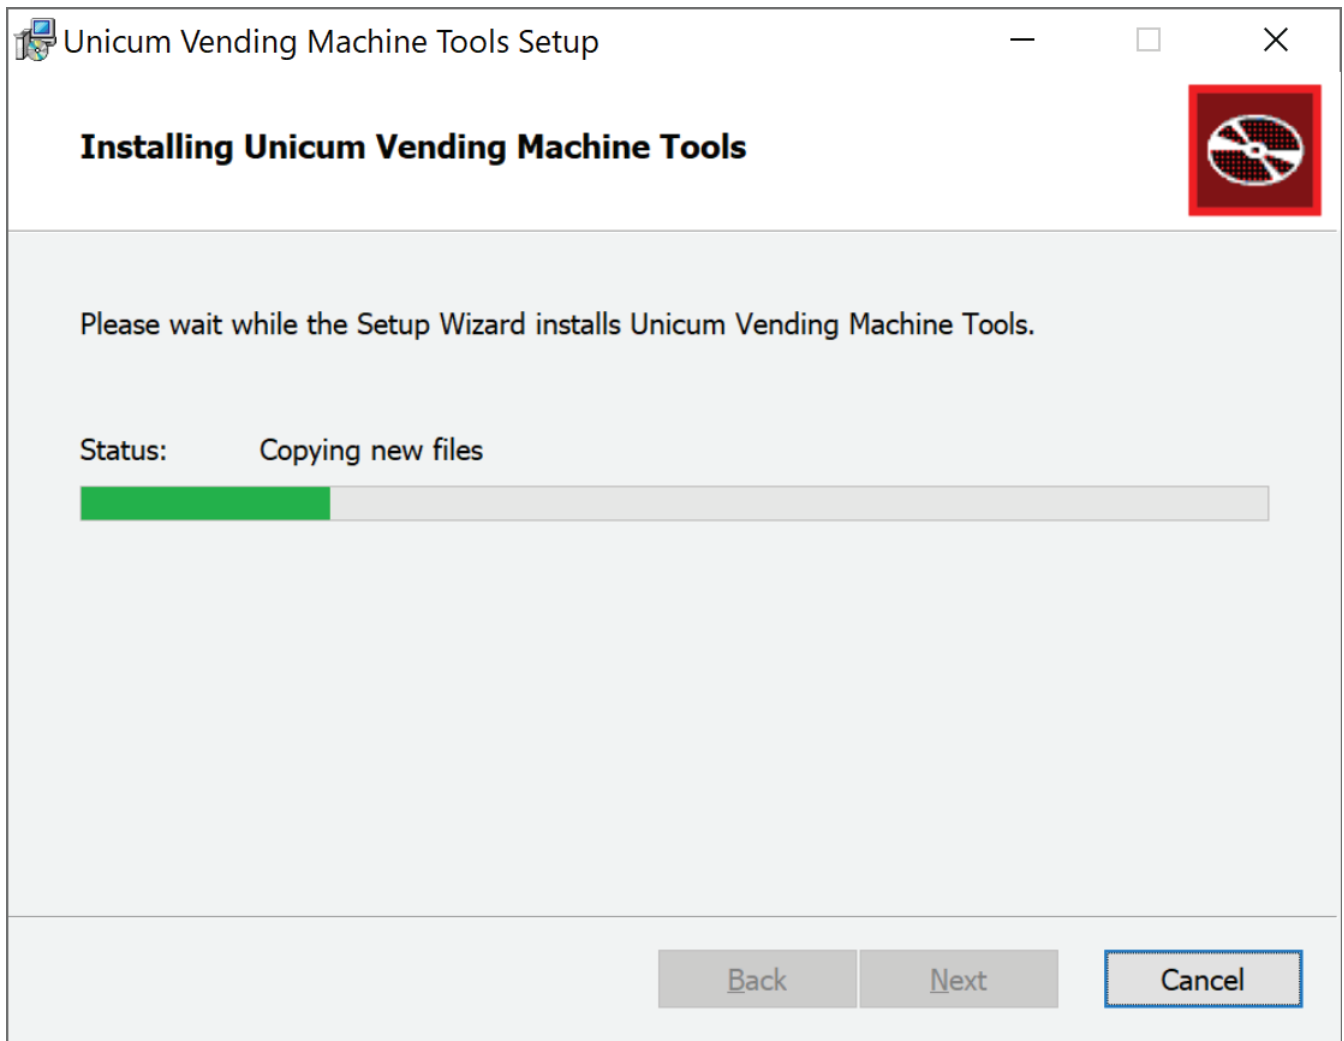 Unicum Vending Machine Tools Setup
Installing Unicum Vending Machine Tools
Please wait while the Setup Wizard installs Unicum Vending Machine Tools.
Status: Copying new files
Back Next Cancel